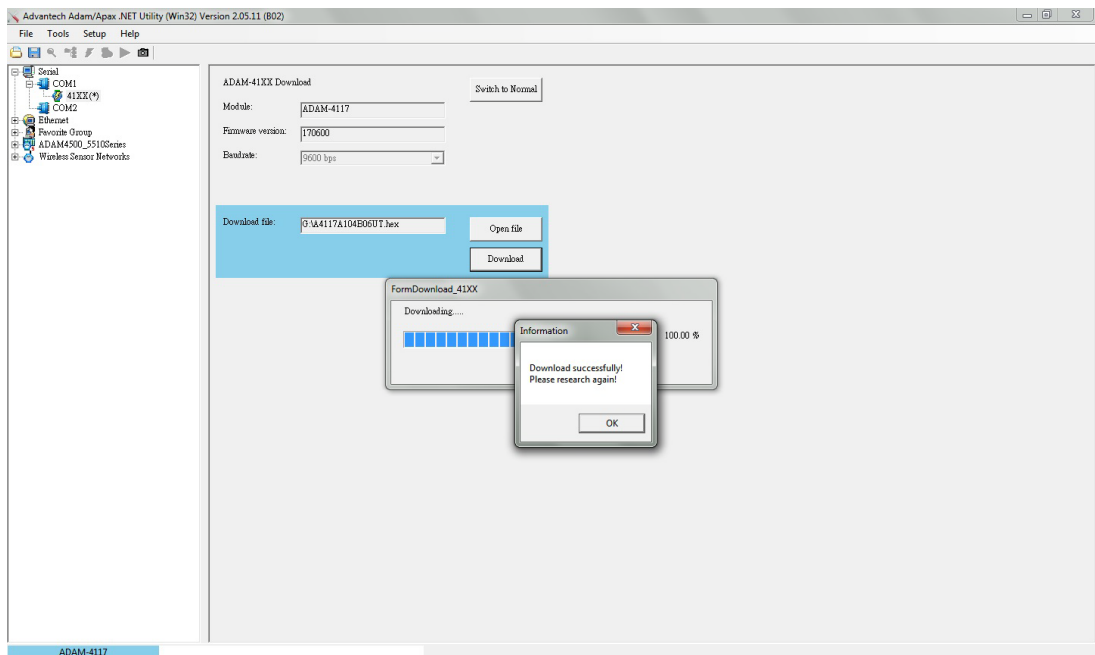 Advantech Adam/Apax .NET Utility (Win32) Version 2.05.11 (B02)
File Tools Setup Help
Serial
COM1
41XX(*)
COM2
Ethernet
Favorite Group
ADAM4500_5510Series
Wireless Sensor Networks
ADAM-41XX Download
Switch to Normal
Module: ADAM-4117
Firmware version: 170600
Baudrate: 9600 bps
Download file: G:\A4117A104B06UT.hex
Open file
Download
FormDownload_41XX
Downloading.....
100.00 %
Information
Download successfully!
Please research again!
OK
ADAM-4117